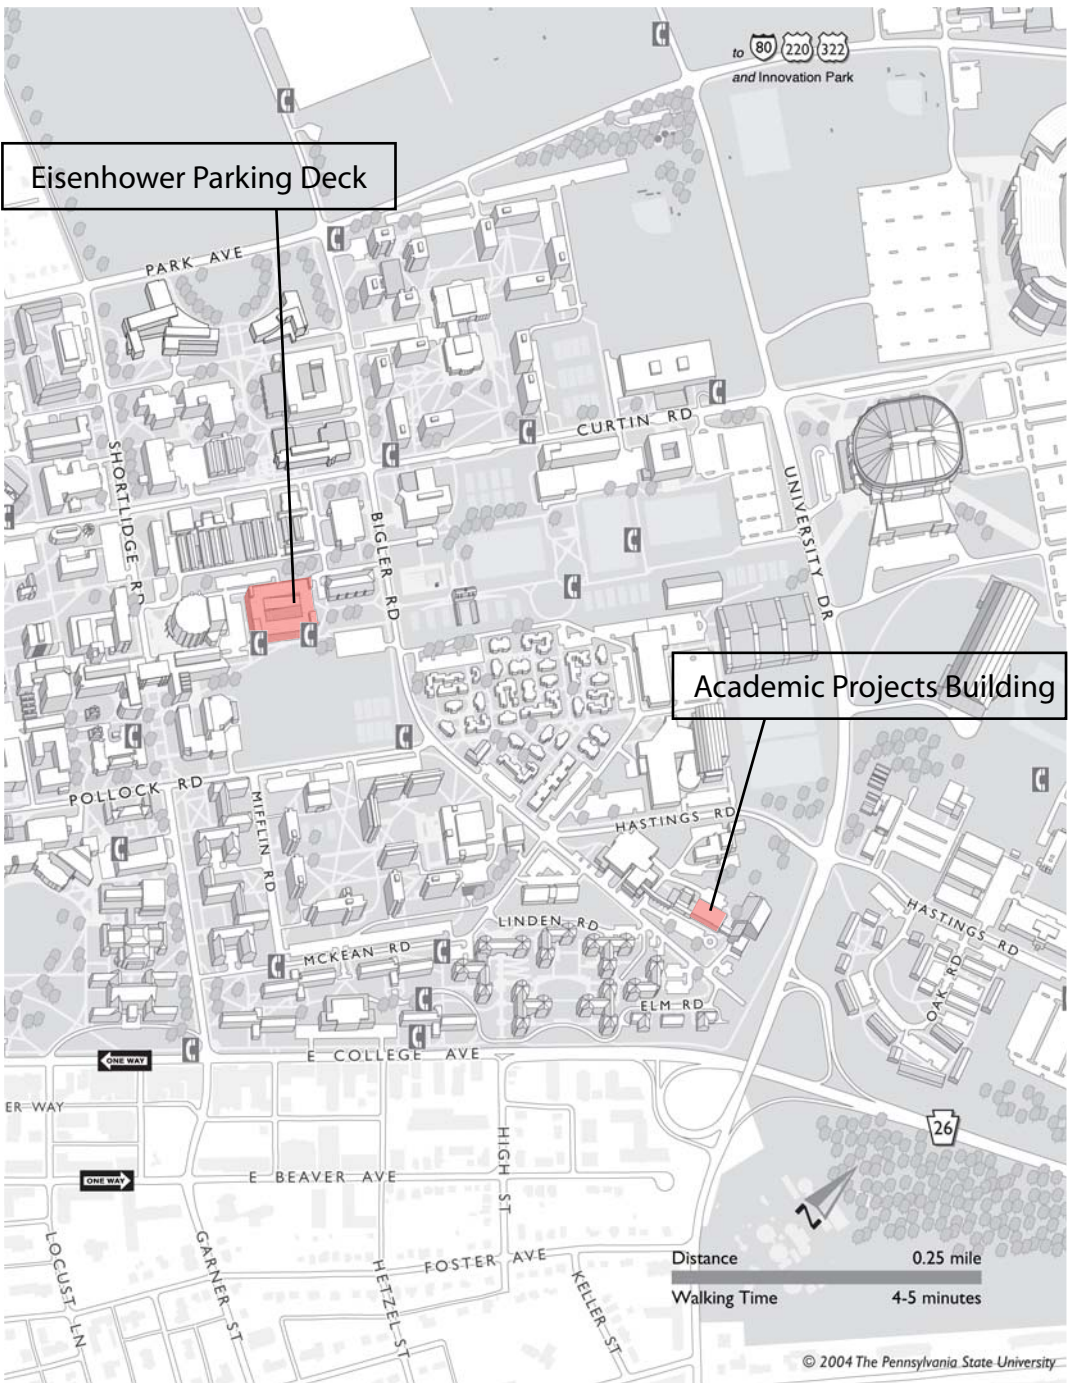 to 80 220 322
and Innovation Park
Eisenhower Parking Deck
PARK AVE
CURTIN RD
SHORTLIDGE RD
BIGLER RD
UNIVERSITY DR
Academic Projects Building
POLLOCK RD
MIFFLIN RD
HASTINGS RD
LINDEN RD
HASTINGS RD
MCKEAN RD
OAK RD
ELM RD
E COLLEGE AVE
ONE WAY
ER WAY
26
HIGH ST
E BEAVER AVE
ONE WAY
N
LOCUST LN
GARNER ST
HETZEL ST
FOSTER AVE
KELLER ST
Distance 0.25 mile
Walking Time 4-5 minutes
© 2004 The Pennsylvania State University